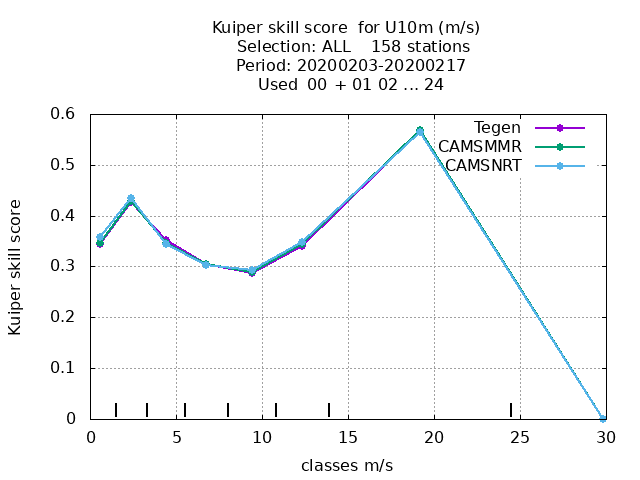 Kuiper skill score  for U10m (m/s)
Selection: ALL    158 stations
Period: 20200203-20200217
Used  00  + 01 02 ... 24
Tegen
CAMSMMR
CAMSNRT
Kuiper skill score
0.6
0.5
0.4
0.3
0.2
0.1
0
0 5 10 15 20 25 30
classes m/s